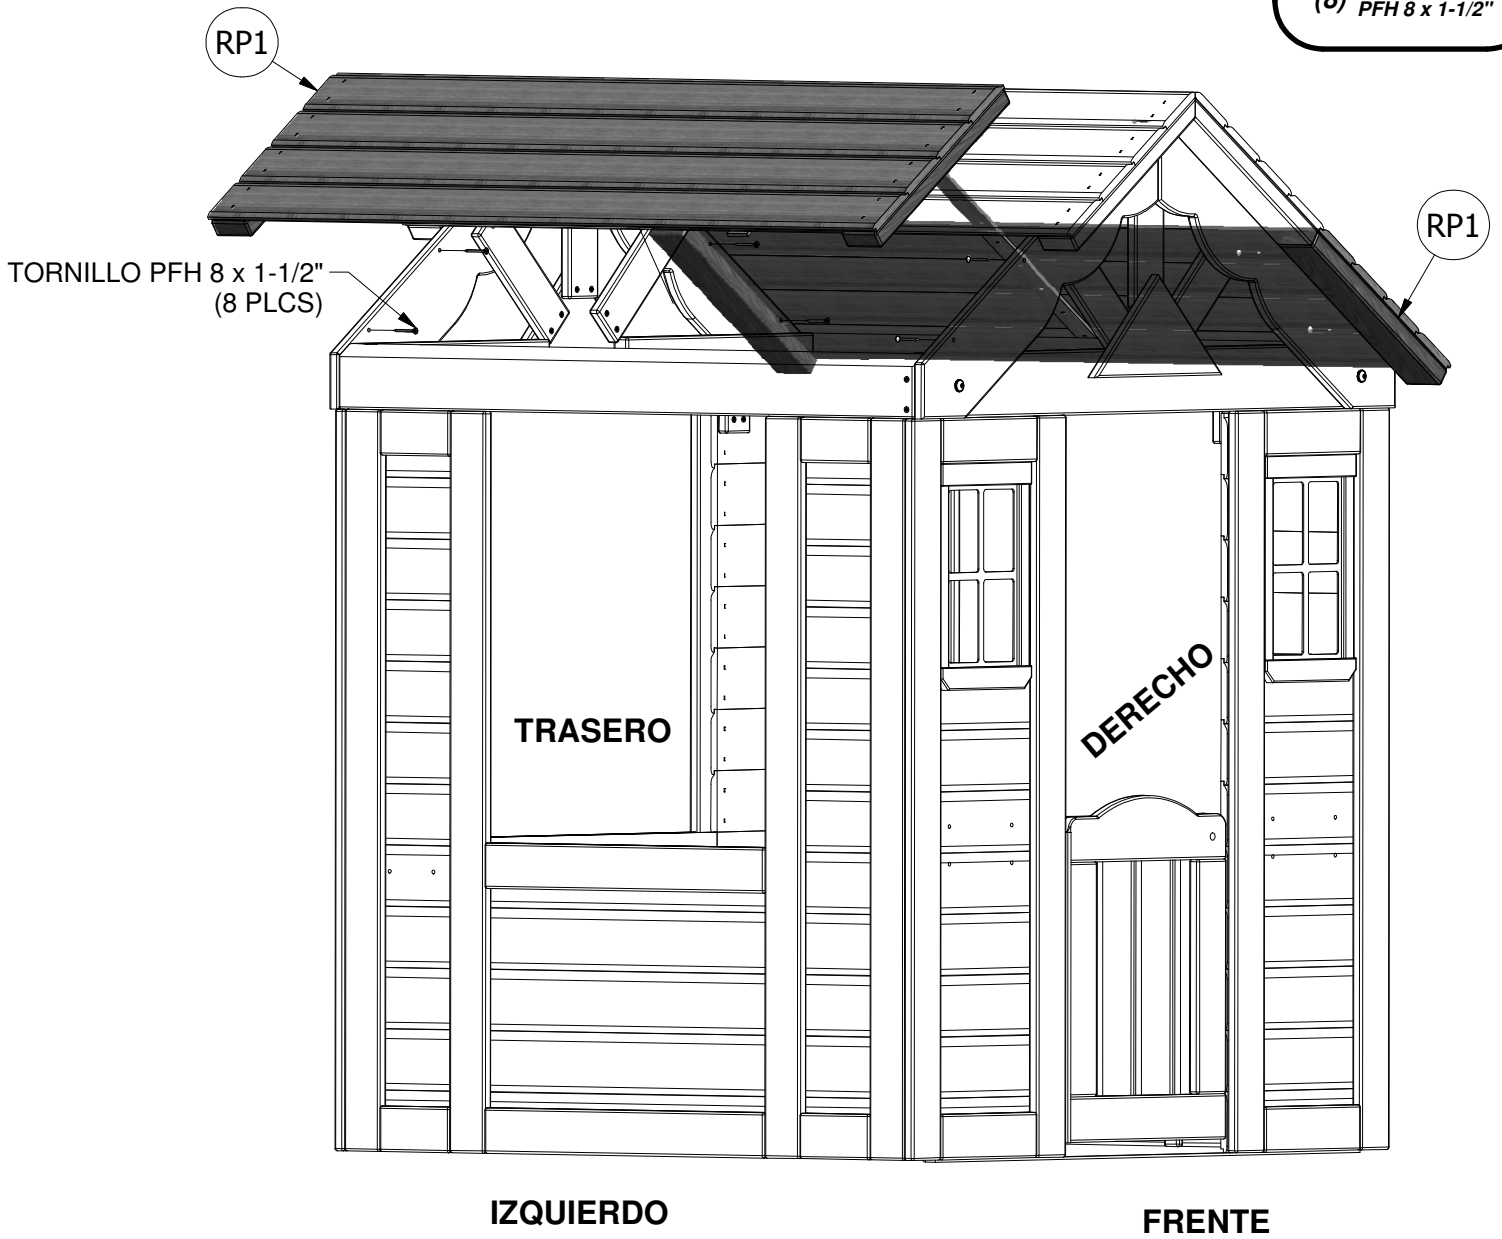 (8) PFH 8 x 1-1/2"
RP1
RP1
TORNILLO PFH 8 x 1-1/2"
(8 PLCS)
TRASERO
DERECHO
IZQUIERDO
FRENTE